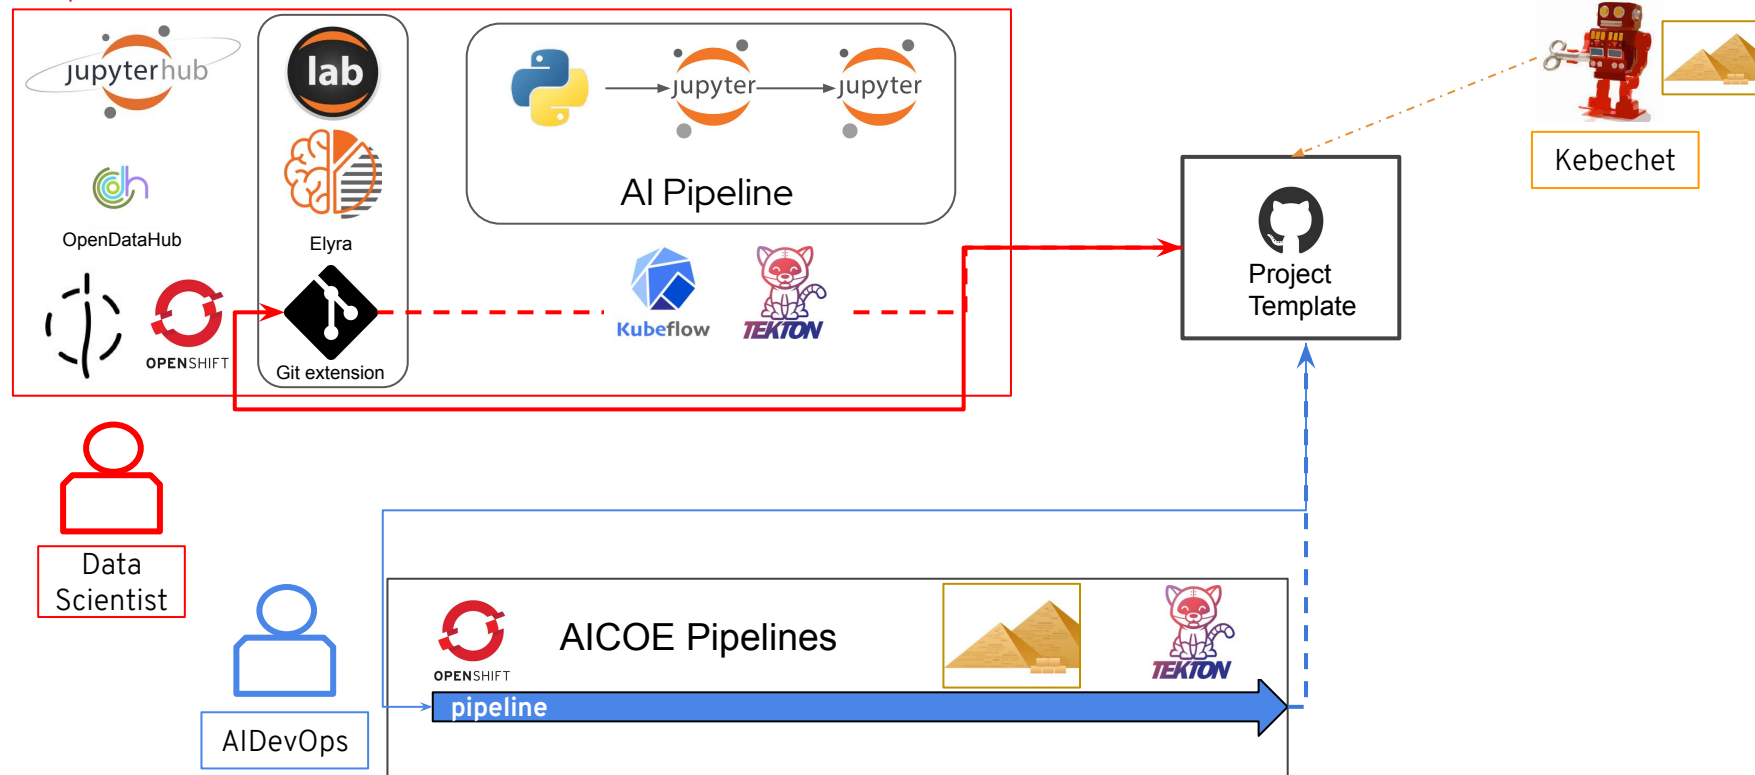 jupyterhub
lab
jupyter
jupyter
AI Pipeline
OpenDataHub
Elyra
OPENSHIFT
Git extension
Kubeflow
TEKTON
Project
Template
Kebechet
Data
Scientist
AIDevOps
OPENSHIFT
AICOE Pipelines
TEKTON
pipeline